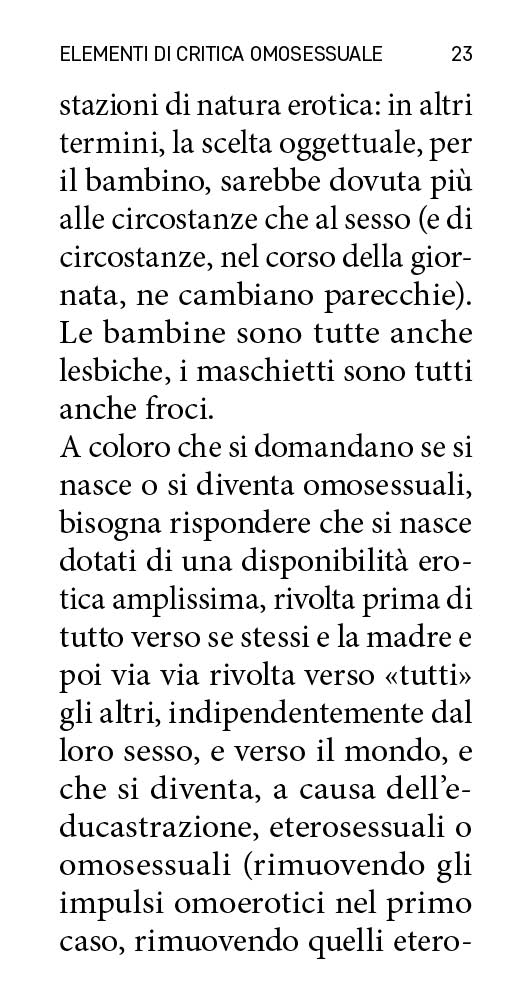 ELEMENTI DI CRITICA OMOSESSUALE 23
stazioni di natura erotica: in altri
termini, la scelta oggettuale, per
il bambino, sarebbe dovuta più
alle circostanze che al sesso (e di
circostanze, nel corso della gior-
nata, ne cambiano parecchie).
Le bambine sono tutte anche
lesbiche, i maschietti sono tutti
anche froci.
A coloro che si domandano se si
nasce o si diventa omosessuali,
bisogna rispondere che si nasce
dotati di una disponibilità ero-
tica amplissima, rivolta prima di
tutto verso se stessi e la madre e
poi via via rivolta verso «tutti»
gli altri, indipendentemente dal
loro sesso, e verso il mondo, e
che si diventa, a causa dell’e-
ducastrazione, eterosessuali o
omosessuali (rimuovendo gli
impulsi omoerotici nel primo
caso, rimuovendo quelli etero-